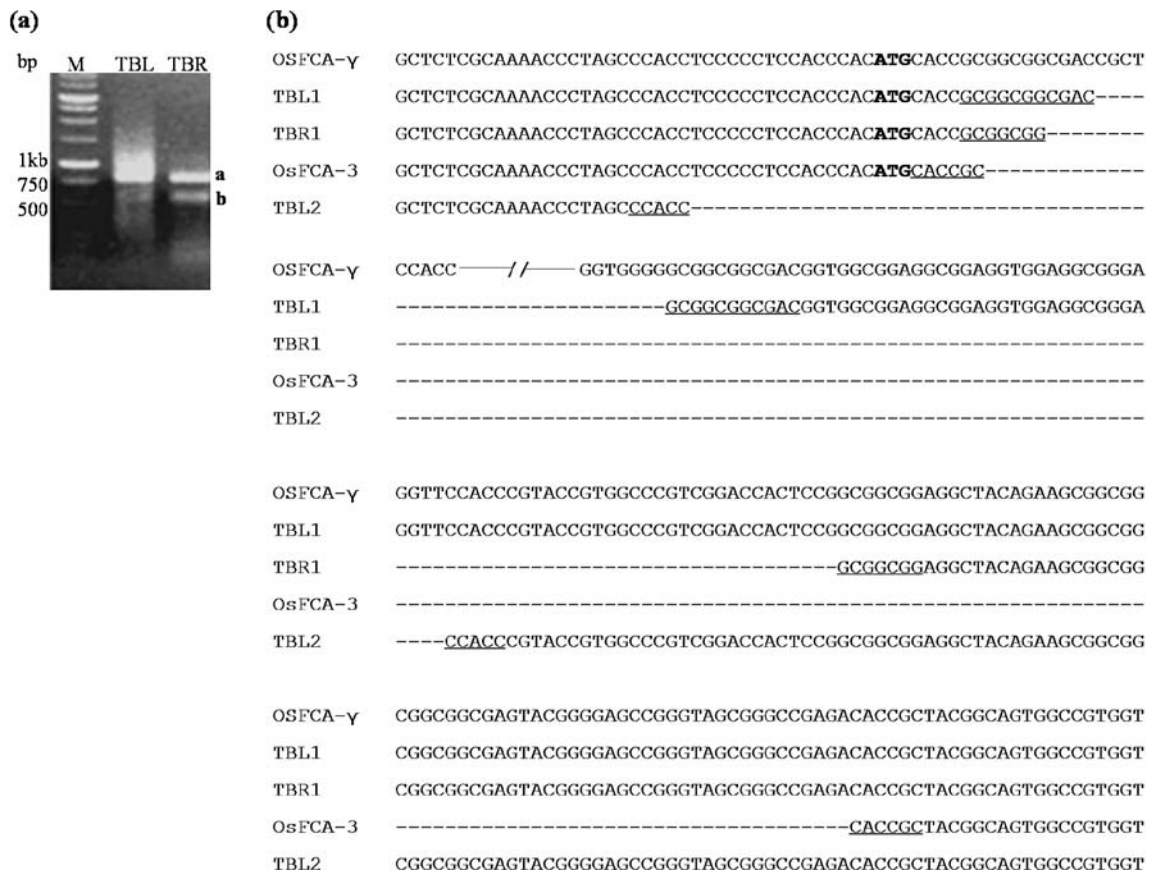 (a)
bp M TBL TBR
1kb
750
500
a
b
(b)
OSFCA-γ GCTCTCGCAAAACCCTAGCCCACCTCCCCCTCCACCCACATGCACCGCGGCGGCGACCGCT
TBL1 GCTCTCGCAAAACCCTAGCCCACCTCCCCCTCCACCCACATGCACCGCGGCGGCGAC----
TBR1 GCTCTCGCAAAACCCTAGCCCACCTCCCCCTCCACCCACATGCACCGCGGCGG--------
OsFCA-3 GCTCTCGCAAAACCCTAGCCCACCTCCCCCTCCACCCACATGCACCGC-------------
TBL2 GCTCTCGCAAAACCCTAGCCCACC-------------------------------------
OSFCA-γ CCACC——//——GGTGGGGGCGGCGGCGACGGTGGCGGAGGCGGAGGTGGAGGCGGGA
TBL1 ----------------------GCGGCGGCGACGGTGGCGGAGGCGGAGGTGGAGGCGGGA
TBR1 -------------------------------------------------------------
OsFCA-3 -------------------------------------------------------------
TBL2 -------------------------------------------------------------
OSFCA-γ GGTTCCACCCGTACCGTGGCCCGTCGGACCACTCCGGCGGCGGAGGCTACAGAAGCGGCGG
TBL1 GGTTCCACCCGTACCGTGGCCCGTCGGACCACTCCGGCGGCGGAGGCTACAGAAGCGGCGG
TBR1 ------------------------------------GCGGCGGAGGCTACAGAAGCGGCGG
OsFCA-3 -------------------------------------------------------------
TBL2 ----CCACCCGTACCGTGGCCCGTCGGACCACTCCGGCGGCGGAGGCTACAGAAGCGGCGG
OSFCA-γ CGGCGGCGAGTACGGGGAGCCGGGTAGCGGGCCGAGACACCGCTACGGCAGTGGCCGTGGT
TBL1 CGGCGGCGAGTACGGGGAGCCGGGTAGCGGGCCGAGACACCGCTACGGCAGTGGCCGTGGT
TBR1 CGGCGGCGAGTACGGGGAGCCGGGTAGCGGGCCGAGACACCGCTACGGCAGTGGCCGTGGT
OsFCA-3 -------------------------------------CACCGCTACGGCAGTGGCCGTGGT
TBL2 CGGCGGCGAGTACGGGGAGCCGGGTAGCGGGCCGAGACACCGCTACGGCAGTGGCCGTGGT